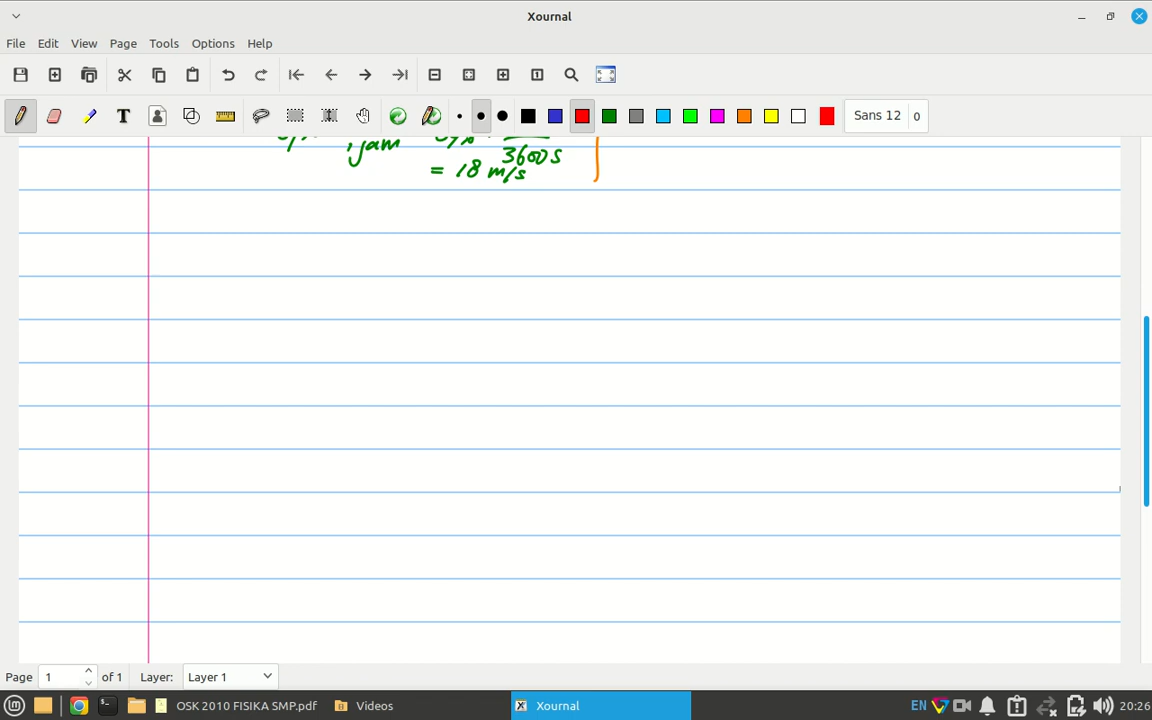 Xournal
File Edit View Page Tools Options Help
Sans 12 0
jam
3600 s
= 18 m/s
Page 1 of 1 Layer: Layer 1
OSK 2010 FISIKA SMP.pdf Videos Xournal EN 20:26